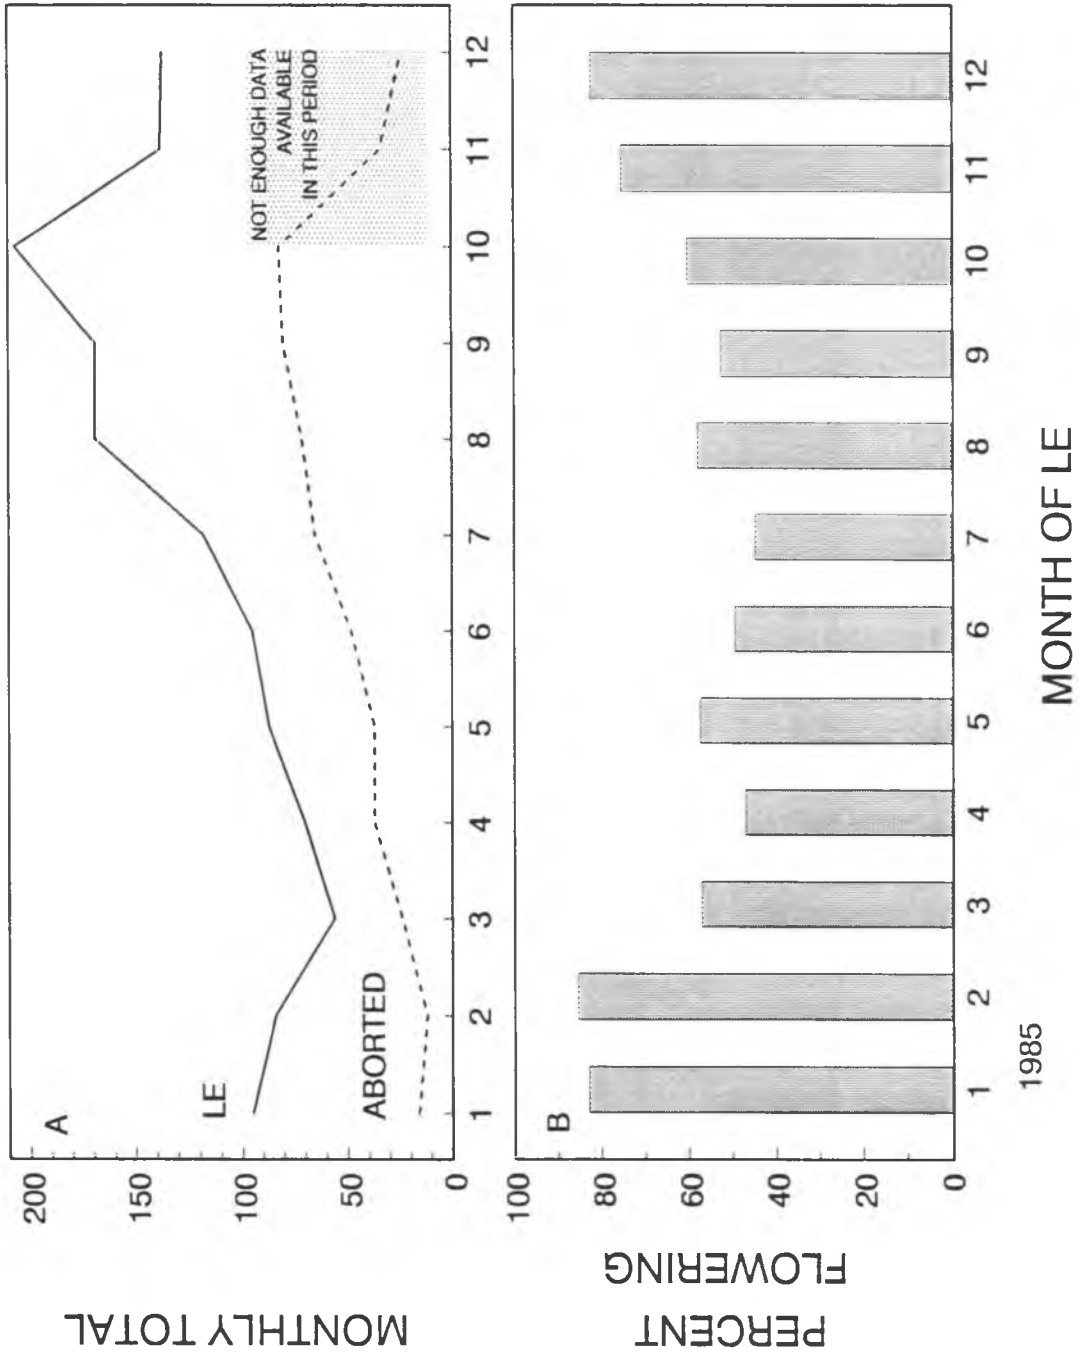 MONTHLY TOTAL
200
150
100
50
0
A
LE
ABORTED
NOT ENOUGH DATA
AVAILABLE
IN THIS PERIOD
1 2 3 4 5 6 7 8 9 10 11 12
PERCENT
FLOWERING
100
80
60
40
20
0
B
1 2 3 4 5 6 7 8 9 10 11 12
1985
MONTH OF LE